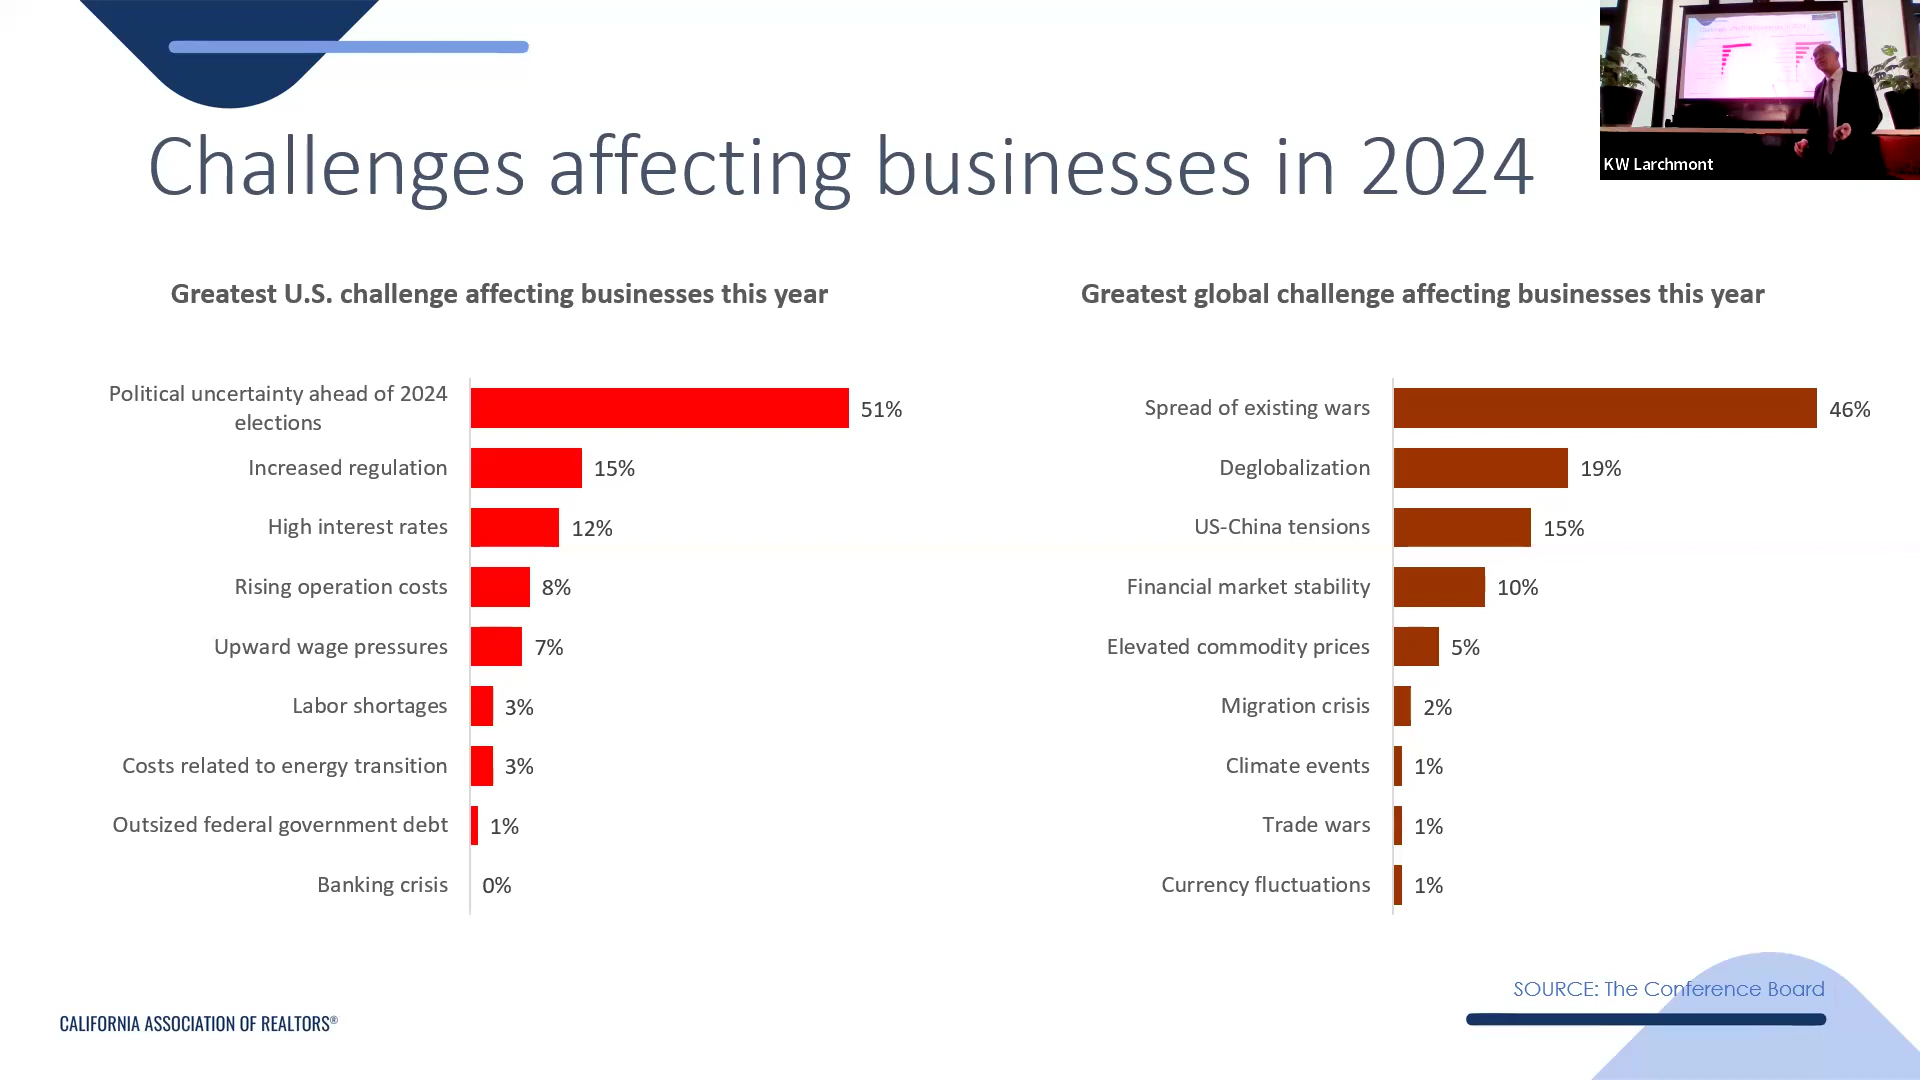 Challenges affecting businesses in 2024
KW Larchmont
Greatest U.S. challenge affecting businesses this year
Political uncertainty ahead of 2024
elections
51%
Increased regulation
15%
High interest rates
12%
Rising operation costs
8%
Upward wage pressures
7%
Labor shortages
3%
Costs related to energy transition
3%
Outsized federal government debt
1%
Banking crisis
0%
Greatest global challenge affecting businesses this year
Spread of existing wars
46%
Deglobalization
19%
US-China tensions
15%
Financial market stability
10%
Elevated commodity prices
5%
Migration crisis
2%
Climate events
1%
Trade wars
1%
Currency fluctuations
1%
SOURCE: The Conference Board
CALIFORNIA ASSOCIATION OF REALTORS®